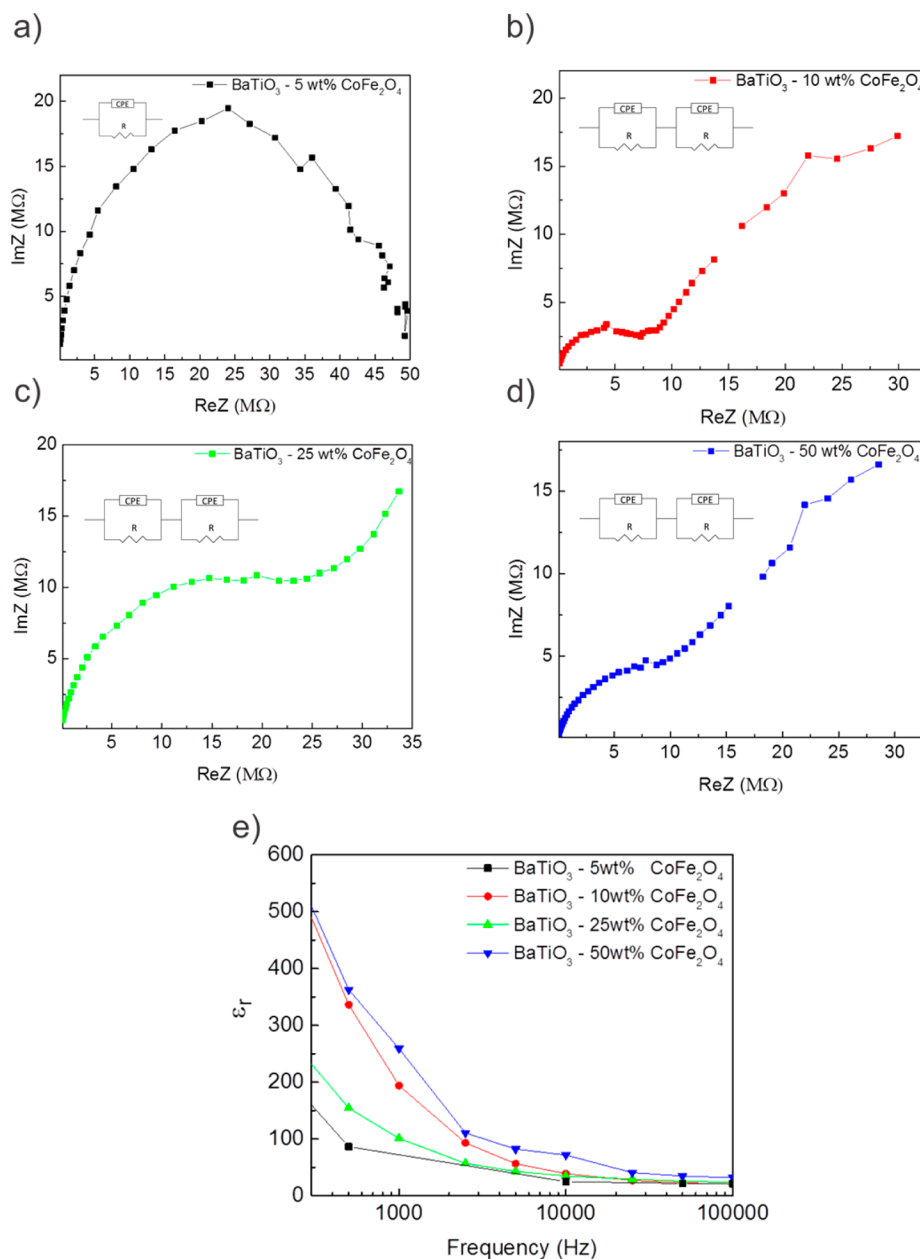 a)
BaTiO₃ - 5 wt% CoFe₂O₄
CPE
R
20
15
10
5
ImZ (MΩ)
5 10 15 20 25 30 35 40 45 50
ReZ (MΩ)
b)
BaTiO₃ - 10 wt% CoFe₂O₄
CPE CPE
R R
20
15
10
5
0
ImZ (MΩ)
5 10 15 20 25 30
ReZ (MΩ)
c)
BaTiO₃ - 25 wt% CoFe₂O₄
CPE CPE
R R
20
15
10
5
ImZ (MΩ)
5 10 15 20 25 30 35
ReZ (MΩ)
d)
BaTiO₃ - 50 wt% CoFe₂O₄
CPE CPE
R R
15
10
5
0
ImZ (MΩ)
5 10 15 20 25 30
ReZ (MΩ)
e)
BaTiO₃ - 5wt% CoFe₂O₄
BaTiO₃ - 10wt% CoFe₂O₄
BaTiO₃ - 25wt% CoFe₂O₄
BaTiO₃ - 50wt% CoFe₂O₄
600
500
400
300
200
100
0
εr
1000 10000 100000
Frequency (Hz)